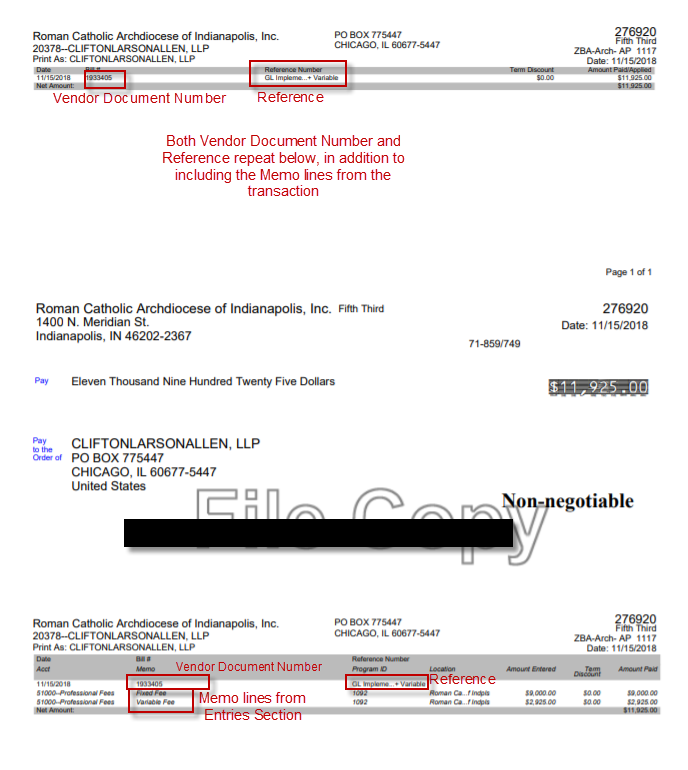 Roman Catholic Archdiocese of Indianapolis, Inc. PO BOX 775447 276920
20378--CLIFTONLARSONALLEN, LLP CHICAGO, IL 60677-5447 Fifth Third
ZBA-Arch- AP 1117
Print As: CLIFTONLARSONALLEN, LLP Date: 11/15/2018
Date Bill # Reference Number Term Discount Amount Paid/Applied
11/15/2018 1933405 GL Impleme...+ Variable $0.00 $11,925.00
Net Amount: $11,925.00
Vendor Document Number Reference
Both Vendor Document Number and
Reference repeat below, in addition to
including the Memo lines from the
transaction
Page 1 of 1
Roman Catholic Archdiocese of Indianapolis, Inc. Fifth Third 276920
1400 N. Meridian St. Date: 11/15/2018
Indianapolis, IN 46202-2367 71-859/749
Pay Eleven Thousand Nine Hundred Twenty Five Dollars $11,925.00
Pay
to the
Order of
CLIFTONLARSONALLEN, LLP
PO BOX 775447
CHICAGO, IL 60677-5447
United States
Non-negotiable
File Copy
Roman Catholic Archdiocese of Indianapolis, Inc. PO BOX 775447 276920
20378--CLIFTONLARSONALLEN, LLP CHICAGO, IL 60677-5447 Fifth Third
ZBA-Arch- AP 1117
Print As: CLIFTONLARSONALLEN, LLP Date: 11/15/2018
Date Bill # Reference Number
Acct Memo Vendor Document Number Program ID Location Amount Entered Term Discount Amount Paid
11/15/2018 1933405 GL Impleme...+ Variable Reference
51000--Professional Fees Fixed Fee 1092 Roman Ca...f Indpls $9,000.00 $0.00 $9,000.00
51000--Professional Fees Variable Fee 1092 Roman Ca...f Indpls $2,925.00 $0.00 $2,925.00
Net Amount: $11,925.00
Memo lines from
Entries Section